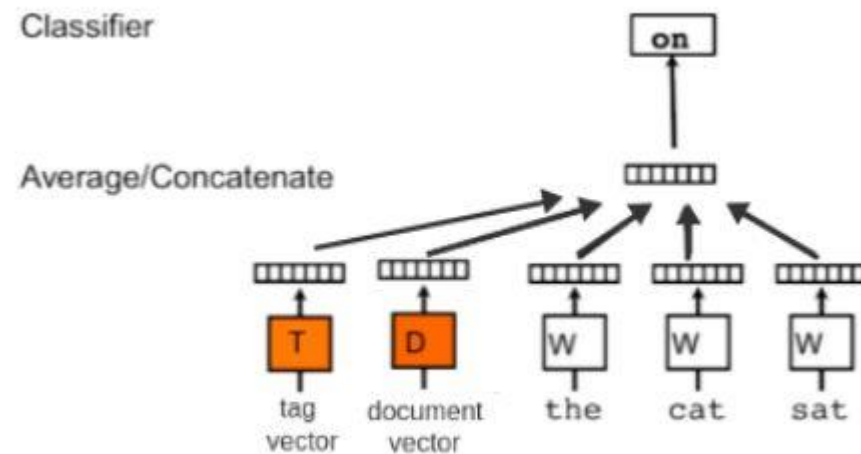 Classifier
on
Average/Concatenate
T D W W W
tag document the cat sat
vector vector